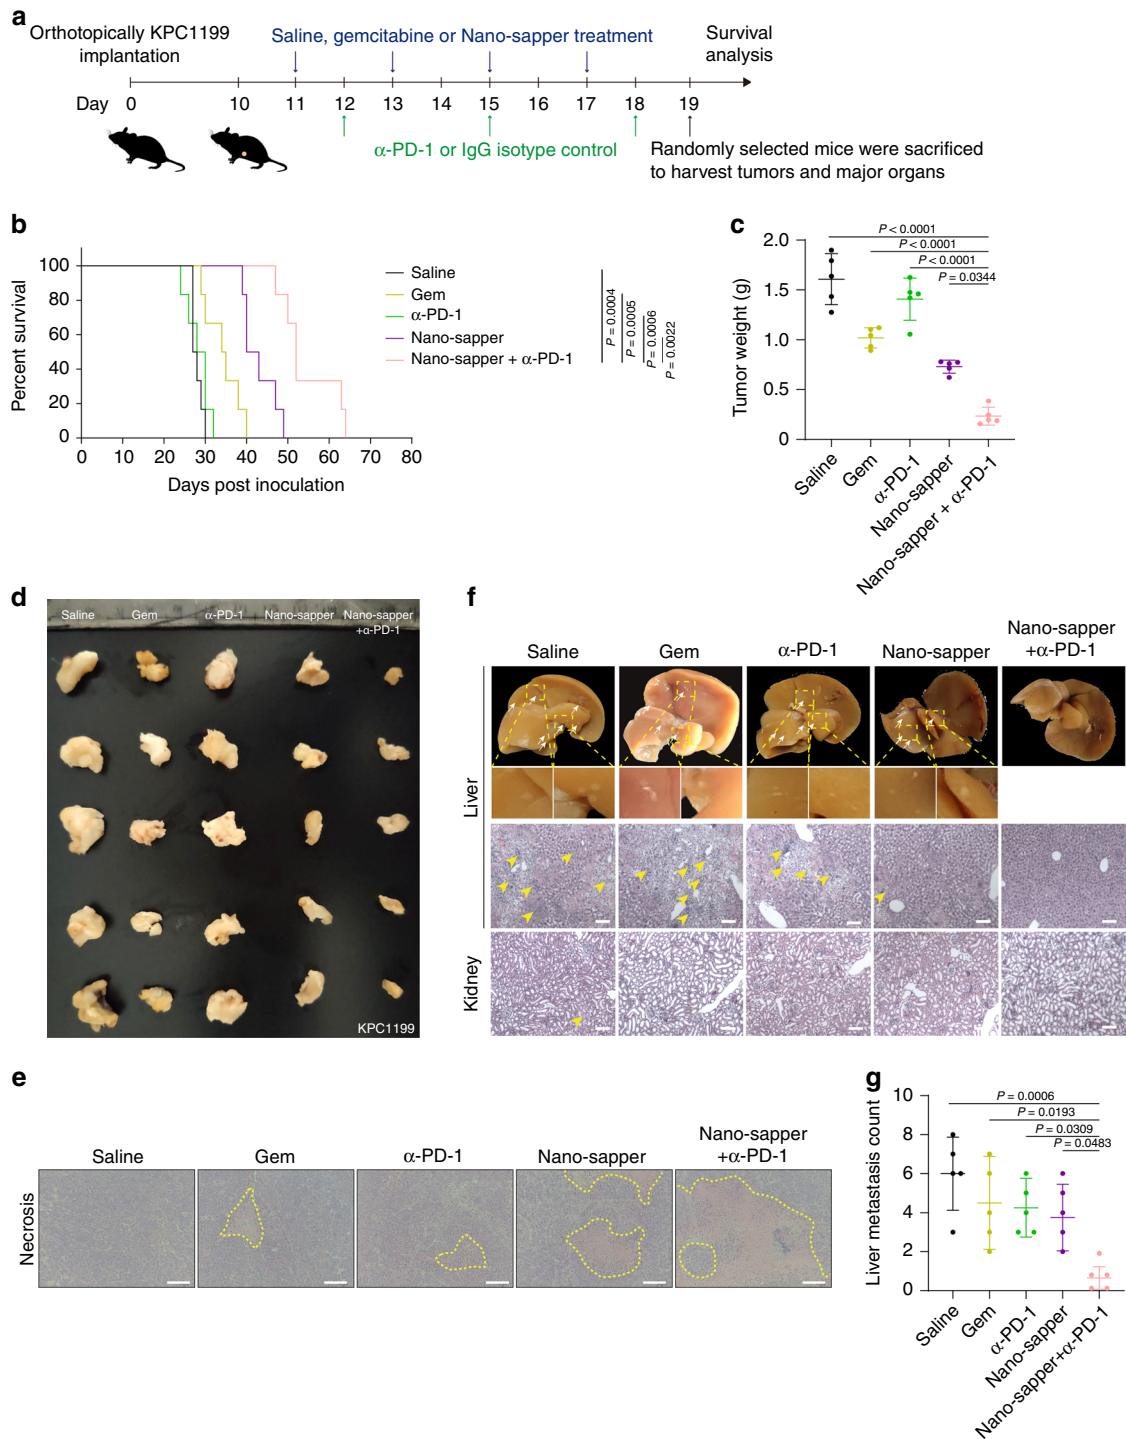 a
Orthotopically KPC1199
implantation
Saline, gemcitabine or Nano-sapper treatment
Survival
analysis
Day 0 10 11 12 13 14 15 16 17 18 19
α-PD-1 or IgG isotype control
Randomly selected mice were sacrificed
to harvest tumors and major organs
b
Percent survival
100
80
60
40
20
0
0 10 20 30 40 50 60 70 80
Days post inoculation
Saline
Gem
α-PD-1
Nano-sapper
Nano-sapper + α-PD-1
P = 0.0004
P = 0.0005
P = 0.0006
P = 0.0022
c
Tumor weight (g)
2.0
1.5
1.0
0.5
0
P < 0.0001
P < 0.0001
P < 0.0001
P = 0.0344
Saline
Gem
α-PD-1
Nano-sapper
Nano-sapper + α-PD-1
d
Saline Gem α-PD-1 Nano-sapper Nano-sapper
+α-PD-1
KPC1199
f
Saline Gem α-PD-1 Nano-sapper Nano-sapper
+α-PD-1
Liver
Kidney
e
Saline Gem α-PD-1 Nano-sapper Nano-sapper
+α-PD-1
Necrosis
g
Liver metastasis count
10
8
6
4
2
0
P = 0.0006
P = 0.0193
P = 0.0309
P = 0.0483
Saline
Gem
α-PD-1
Nano-sapper
Nano-sapper+α-PD-1